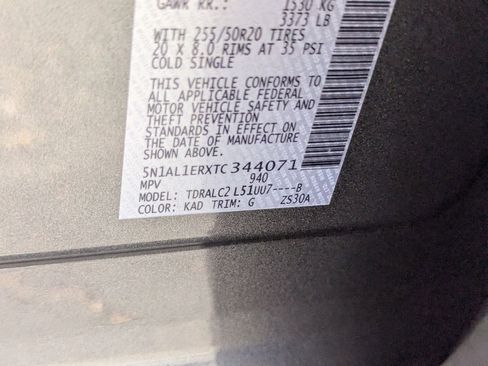 GAWR RR.: 1530 KG
3373 LB
WITH 255/50R20 TIRES
20 X 8.0 RIMS AT 35 PSI
COLD SINGLE
THIS VEHICLE CONFORMS TO
ALL APPLICABLE FEDERAL
MOTOR VEHICLE SAFETY AND
THEFT PREVENTION
STANDARDS IN EFFECT ON
THE DATE OF MANUFACTURE
SHOWN ABOVE.
5N1AL1ERXTC344071
MPV 940
MODEL: TDRALC2 L51UU7----B
COLOR: KAD TRIM: G ZS30A